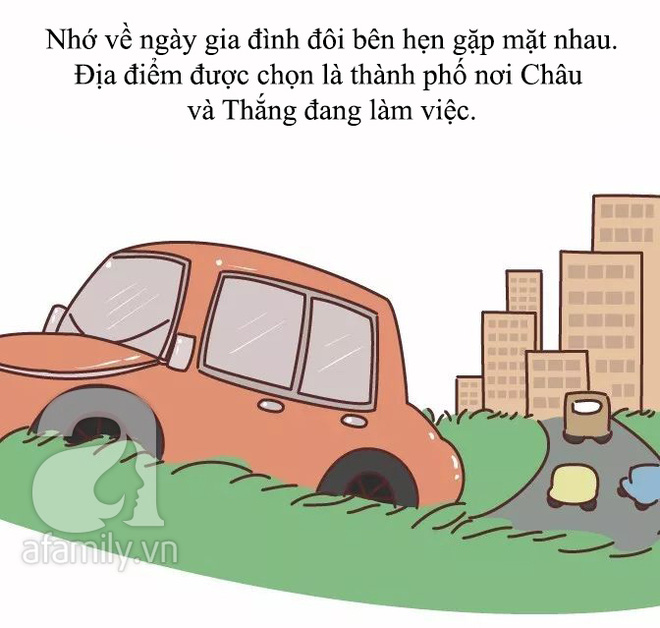 Nhớ về ngày gia đình đôi bên hẹn gặp mặt nhau.
Địa điểm được chọn là thành phố nơi Châu
và Thắng đang làm việc.
afamily.vn